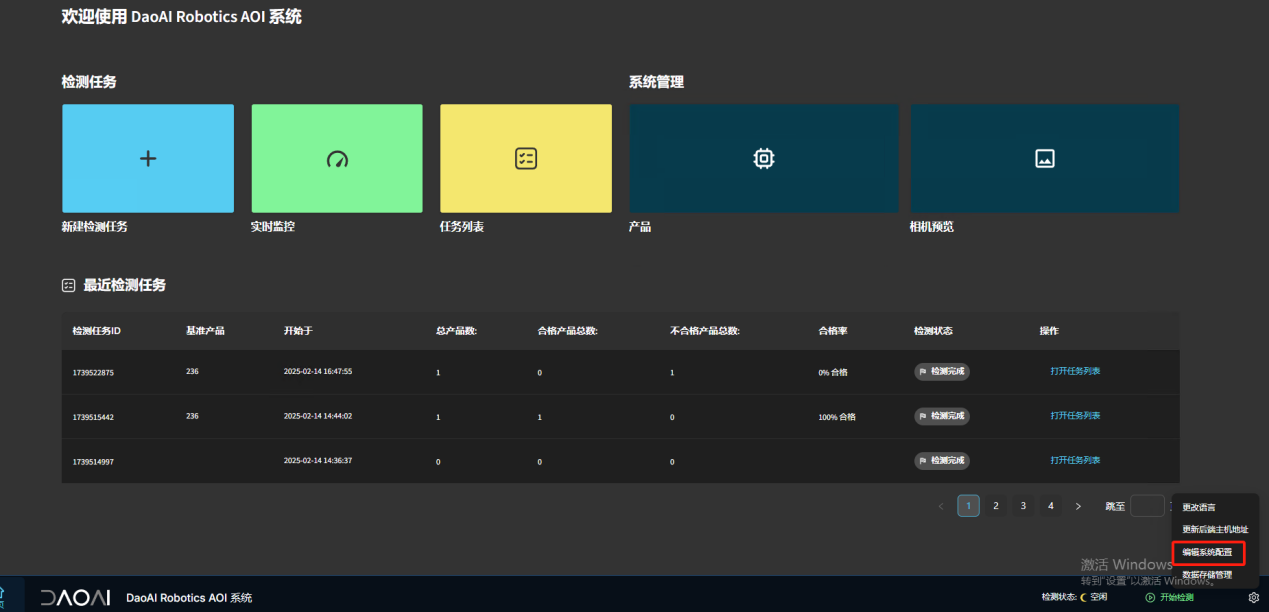 欢迎使用 DaoAI Robotics AOI 系统
检测任务
系统管理
新建检测任务
实时监控
任务列表
产品
相机预览
最近检测任务
检测任务ID 基准产品 开始于 总产品数: 合格产品总数: 不合格产品总数: 合格率 检测状态 操作
1739522875 236 2025-02-14 16:47:55 1 0 1 0% 合格 检测完成 打开任务列表
1739515442 236 2025-02-14 14:44:02 1 1 0 100% 合格 检测完成 打开任务列表
1739514997 2025-02-14 14:36:37 0 0 0 检测完成 打开任务列表
< 1 2 3 4 > 跳至
更改语言
更新后端主机地址
编辑系统配置
数据存储管理
激活 Windows
转到"设置"以激活 Windows。
DAOAI DaoAI Robotics AOI 系统
检测状态: 空闲
开始检测